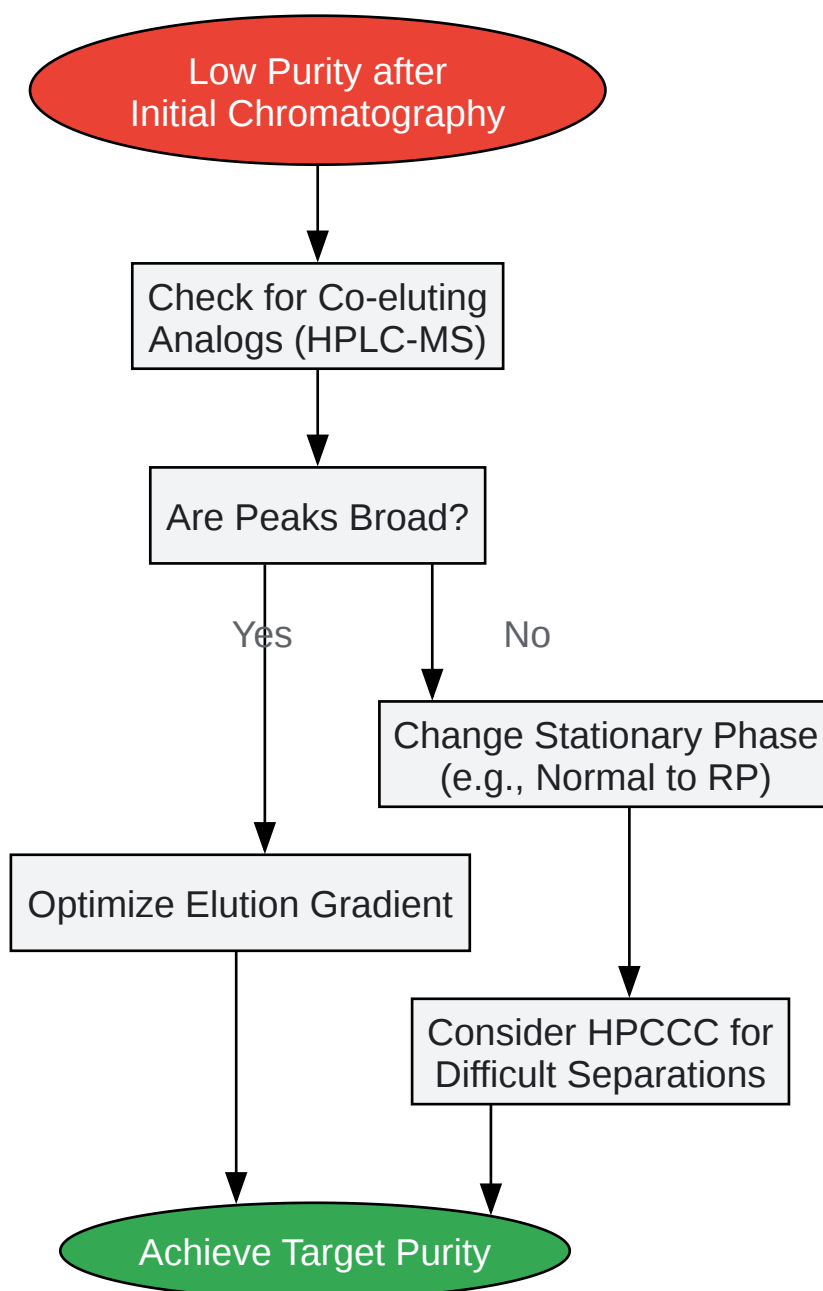 Low Purity after
Initial Chromatography
Check for Co-eluting
Analogs (HPLC-MS)
Are Peaks Broad?
Yes
No
Change Stationary Phase
(e.g., Normal to RP)
Optimize Elution Gradient
Consider HPCCC for
Difficult Separations
Achieve Target Purity